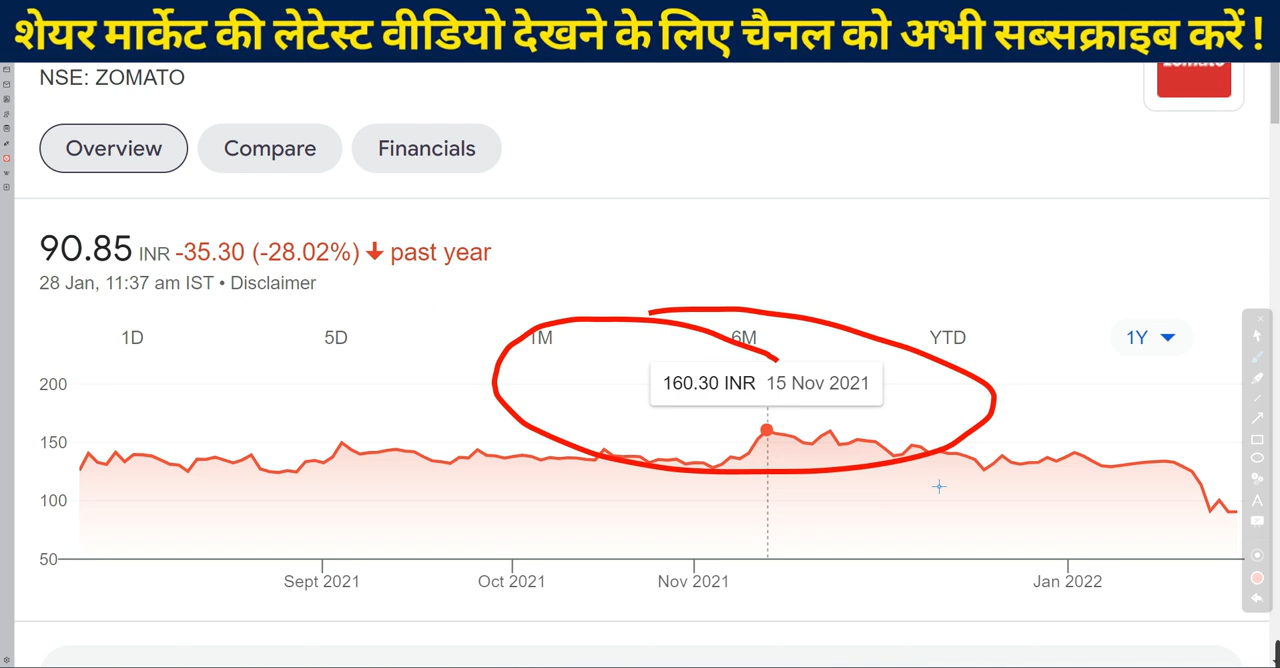 शेयर मार्केट की लेटेस्ट वीडियो देखने के लिए चैनल को अभी सब्सक्राइब करें !
NSE: ZOMATO
zomato
Overview Compare Financials
90.85 INR -35.30 (-28.02%) ↓ past year
28 Jan, 11:37 am IST • Disclaimer
1D 5D 1M 6M YTD 1Y
160.30 INR 15 Nov 2021
200
150
100
50
Sept 2021 Oct 2021 Nov 2021 Jan 2022